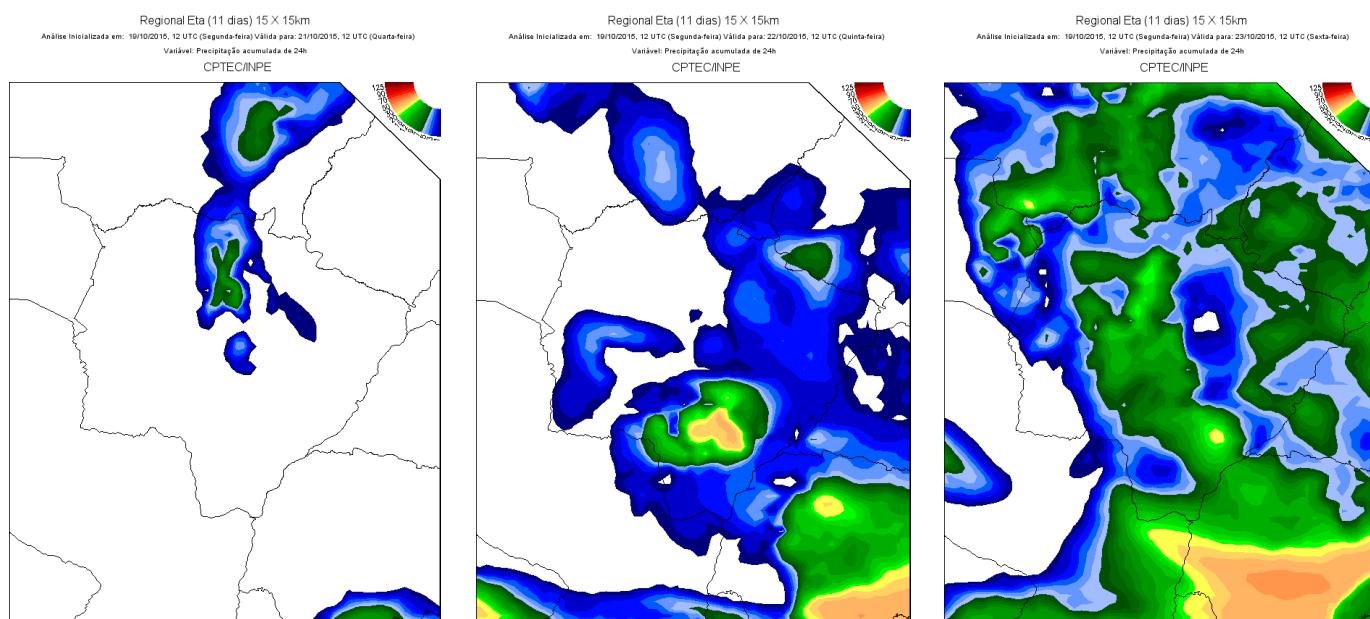 Regional Eta (11 dias) 15 X 15km
Análise Inicializada em: 19/10/2015, 12 UTC (Segunda-feira) Válida para: 21/10/2015, 12 UTC (Quarta-feira)
Variável: Precipitação acumulada de 24h
CPTEC/INPE
Regional Eta (11 dias) 15 X 15km
Análise Inicializada em: 19/10/2015, 12 UTC (Segunda-feira) Válida para: 22/10/2015, 12 UTC (Quinta-feira)
Variável: Precipitação acumulada de 24h
CPTEC/INPE
Regional Eta (11 dias) 15 X 15km
Análise Inicializada em: 19/10/2015, 12 UTC (Segunda-feira) Válida para: 23/10/2015, 12 UTC (Sexta-feira)
Variável: Precipitação acumulada de 24h
CPTEC/INPE